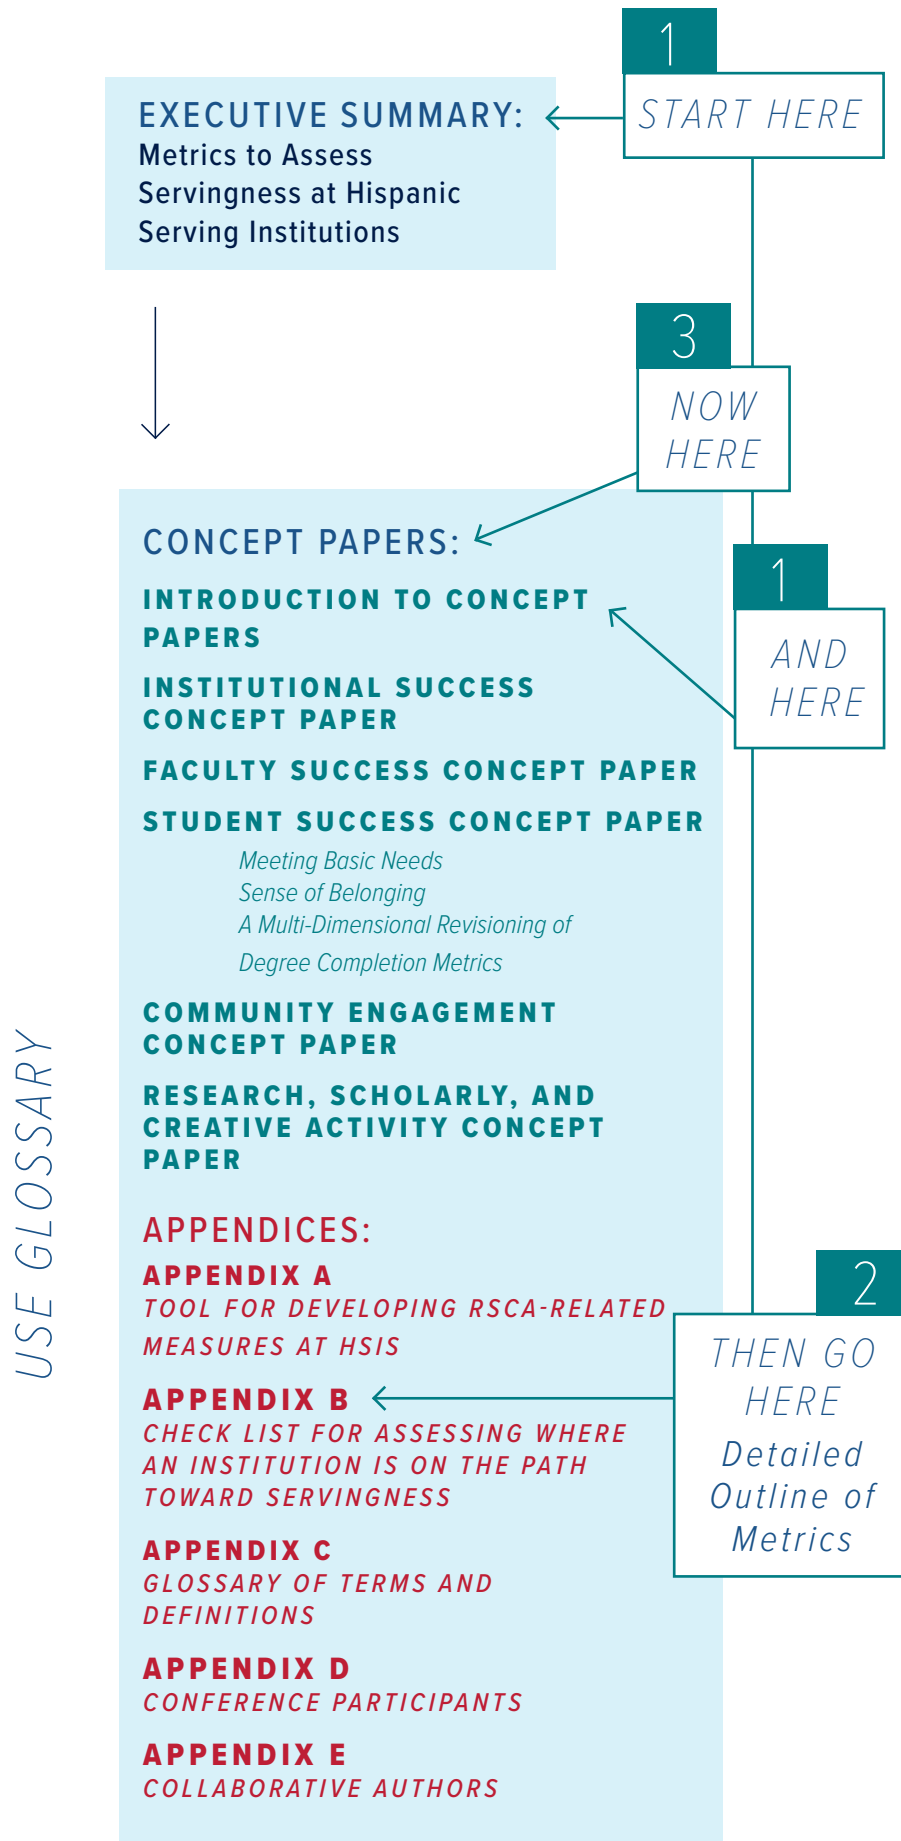 1
START HERE
EXECUTIVE SUMMARY:
Metrics to Assess
Servingness at Hispanic
Serving Institutions
3
NOW
HERE
CONCEPT PAPERS:
1
AND
HERE
INTRODUCTION TO CONCEPT
PAPERS
INSTITUTIONAL SUCCESS
CONCEPT PAPER
FACULTY SUCCESS CONCEPT PAPER
STUDENT SUCCESS CONCEPT PAPER
Meeting Basic Needs
Sense of Belonging
A Multi-Dimensional Revisioning of
Degree Completion Metrics
COMMUNITY ENGAGEMENT
CONCEPT PAPER
RESEARCH, SCHOLARLY, AND
CREATIVE ACTIVITY CONCEPT
PAPER
USE GLOSSARY
APPENDICES:
APPENDIX A
TOOL FOR DEVELOPING RSCA-RELATED
MEASURES AT HSIS
2
THEN GO
HERE
Detailed
Outline of
Metrics
APPENDIX B
CHECK LIST FOR ASSESSING WHERE
AN INSTITUTION IS ON THE PATH
TOWARD SERVINGNESS
APPENDIX C
GLOSSARY OF TERMS AND
DEFINITIONS
APPENDIX D
CONFERENCE PARTICIPANTS
APPENDIX E
COLLABORATIVE AUTHORS